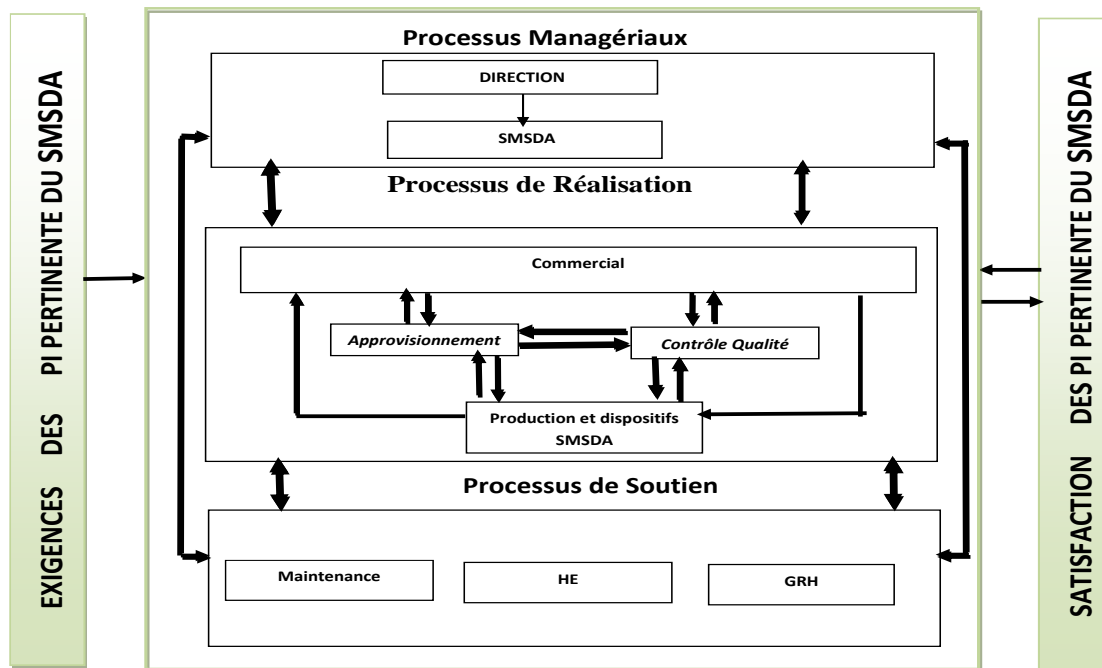 EXIGENCES DES PI PERTINENTE DU SMSDA
Processus Managériaux
DIRECTION
SMSDA
Processus de Réalisation
Commercial
Approvisionnement
Contrôle Qualité
Production et dispositifs
SMSDA
Processus de Soutien
Maintenance
HE
GRH
SATISFACTION DES PI PERTINENTE DU SMSDA